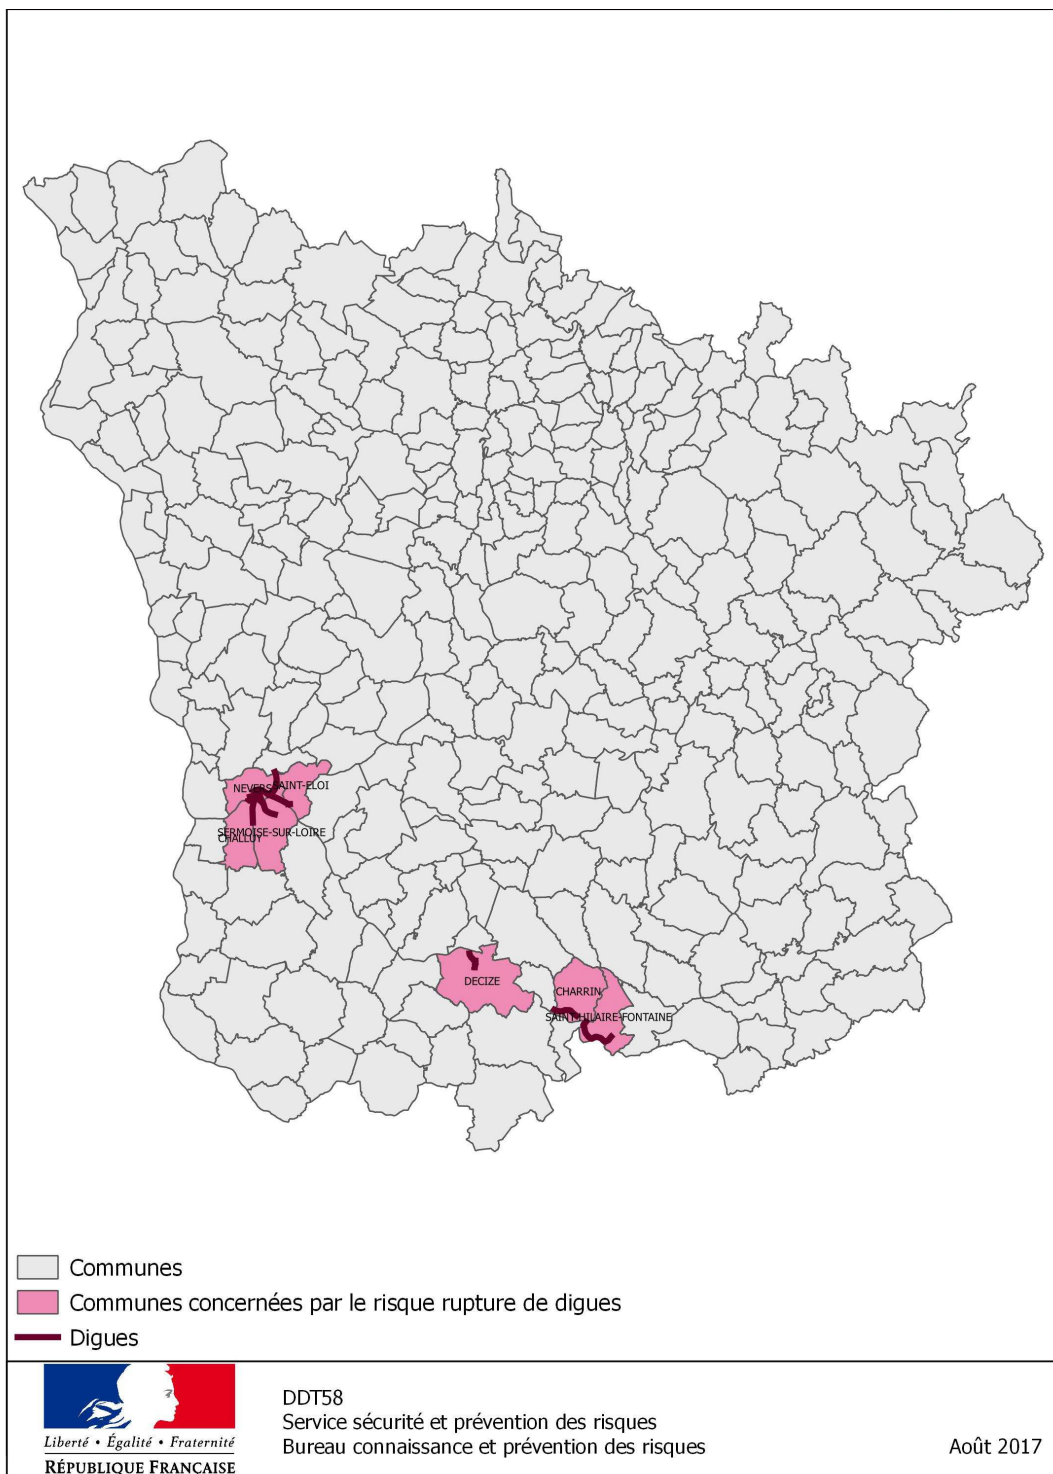 NEVERS
SAINT-ELOI
SERMOISE-SUR-LOIRE
CHALLUY
DECIZE
CHARRIN
SAINT-HILAIRE-FONTAINE
Communes
Communes concernées par le risque rupture de digues
Digues
Liberté • Égalité • Fraternité
RÉPUBLIQUE FRANÇAISE
DDT58
Service sécurité et prévention des risques
Bureau connaissance et prévention des risques
Août 2017